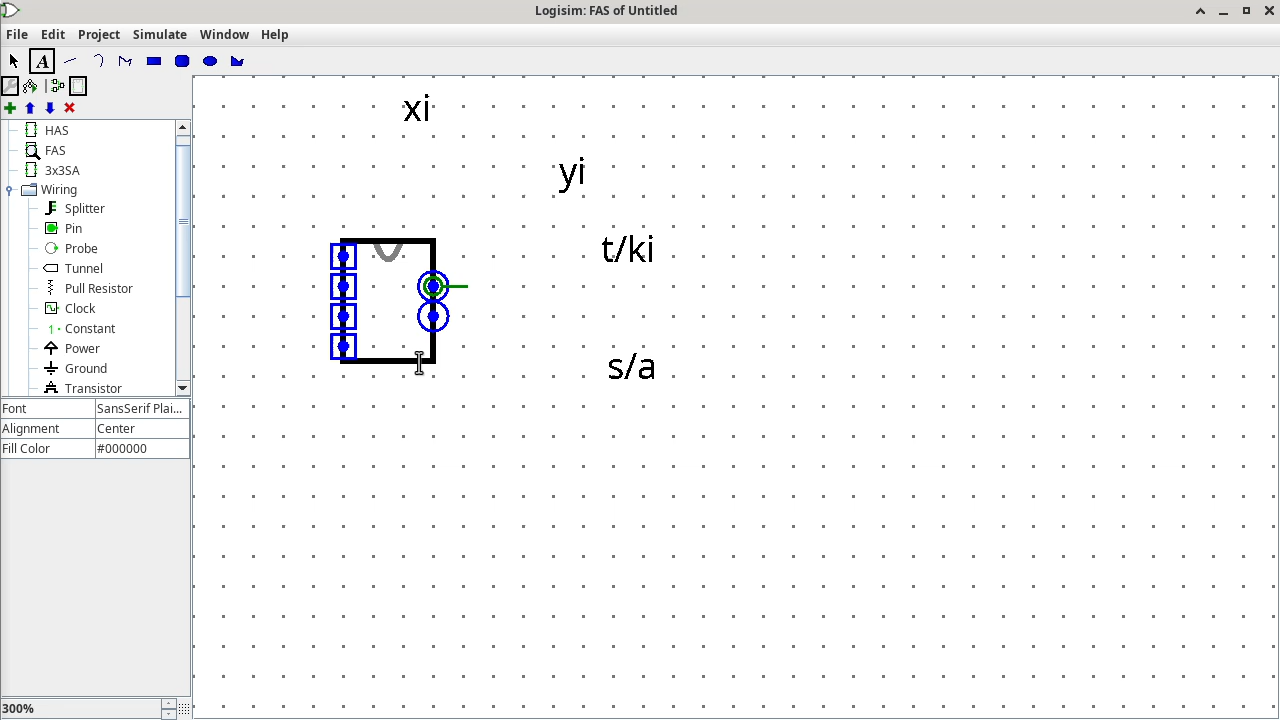 Logisim: FAS of Untitled
File Edit Project Simulate Window Help
A
HAS
FAS
3x3SA
Wiring
Splitter
Pin
Probe
Tunnel
Pull Resistor
Clock
1 Constant
Power
Ground
Transistor
Font SansSerif Plai...
Alignment Center
Fill Color #000000
300%
xi
yi
t/ki
s/a